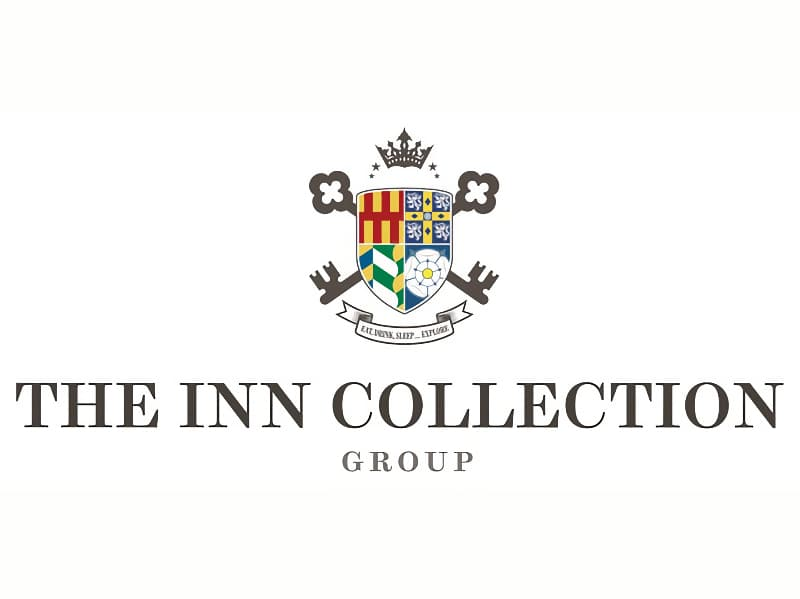 EAT, DRINK, SLEEP ... EXPLORE
THE INN COLLECTION
GROUP